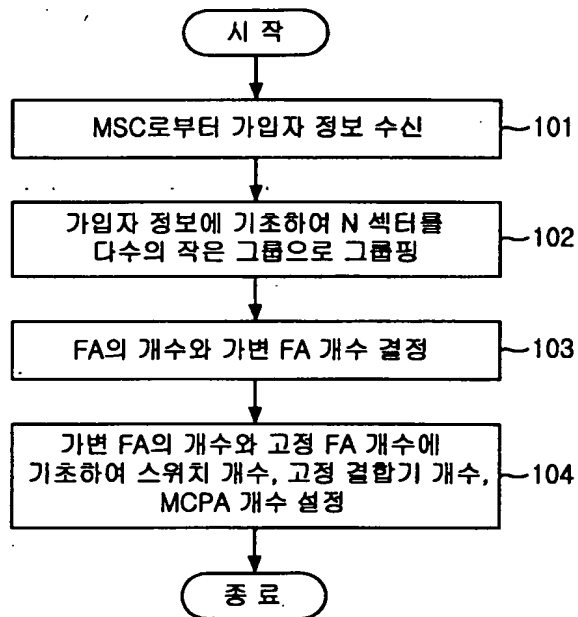 시 작
MSC로부터 가입자 정보 수신
101
가입자 정보에 기초하여 N 섹터를
다수의 작은 그룹으로 그룹핑
102
FA의 개수와 가변 FA 개수 결정
103
가변 FA의 개수와 고정 FA 개수에
기초하여 스위치 개수, 고정 결합기 개수,
MCPA 개수 설정
104
종 료